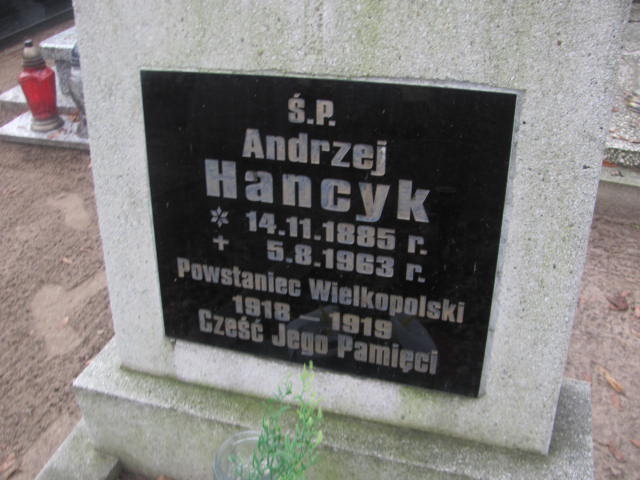 Ś.P.
Andrzej
Hancyk
* 14.11.1885 r.
+ 5.8.1963 r.
Powstaniec Wielkopolski
1918 - 1919
Cześć Jego Pamięci